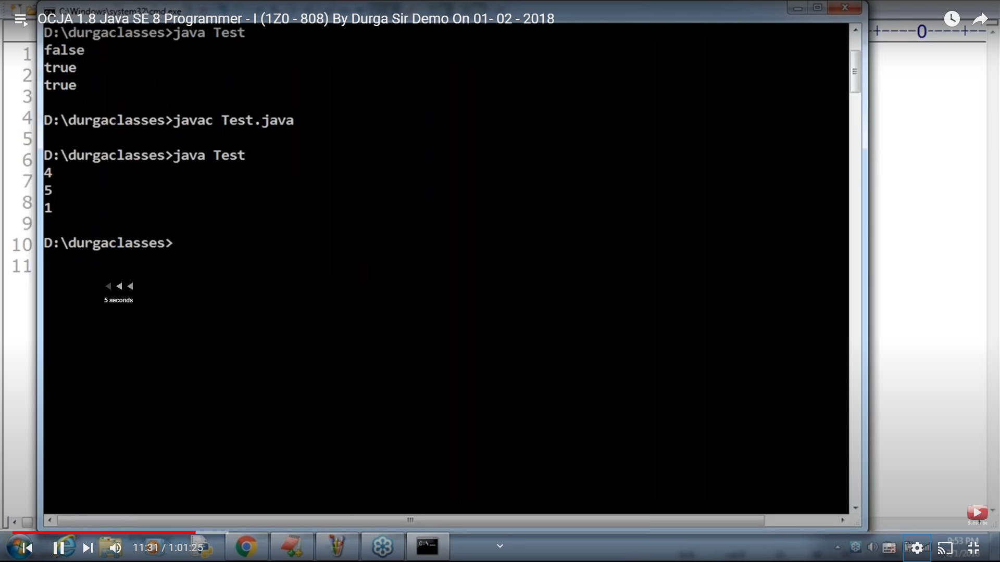 C:\Windows\system32\cmd.exe
OCJA 1.8 Java SE 8 Programmer - I (1Z0 - 808) By Durga Sir Demo On 01- 02 - 2018
D:\durgaclasses>java Test
false
true
true
D:\durgaclasses>javac Test.java
D:\durgaclasses>java Test
4
5
1
D:\durgaclasses>
1
2
3
4
5
6
7
8
9
10
11
+----0----+--
5 seconds
Subscribe
11:31 / 1:01:25
C:\_